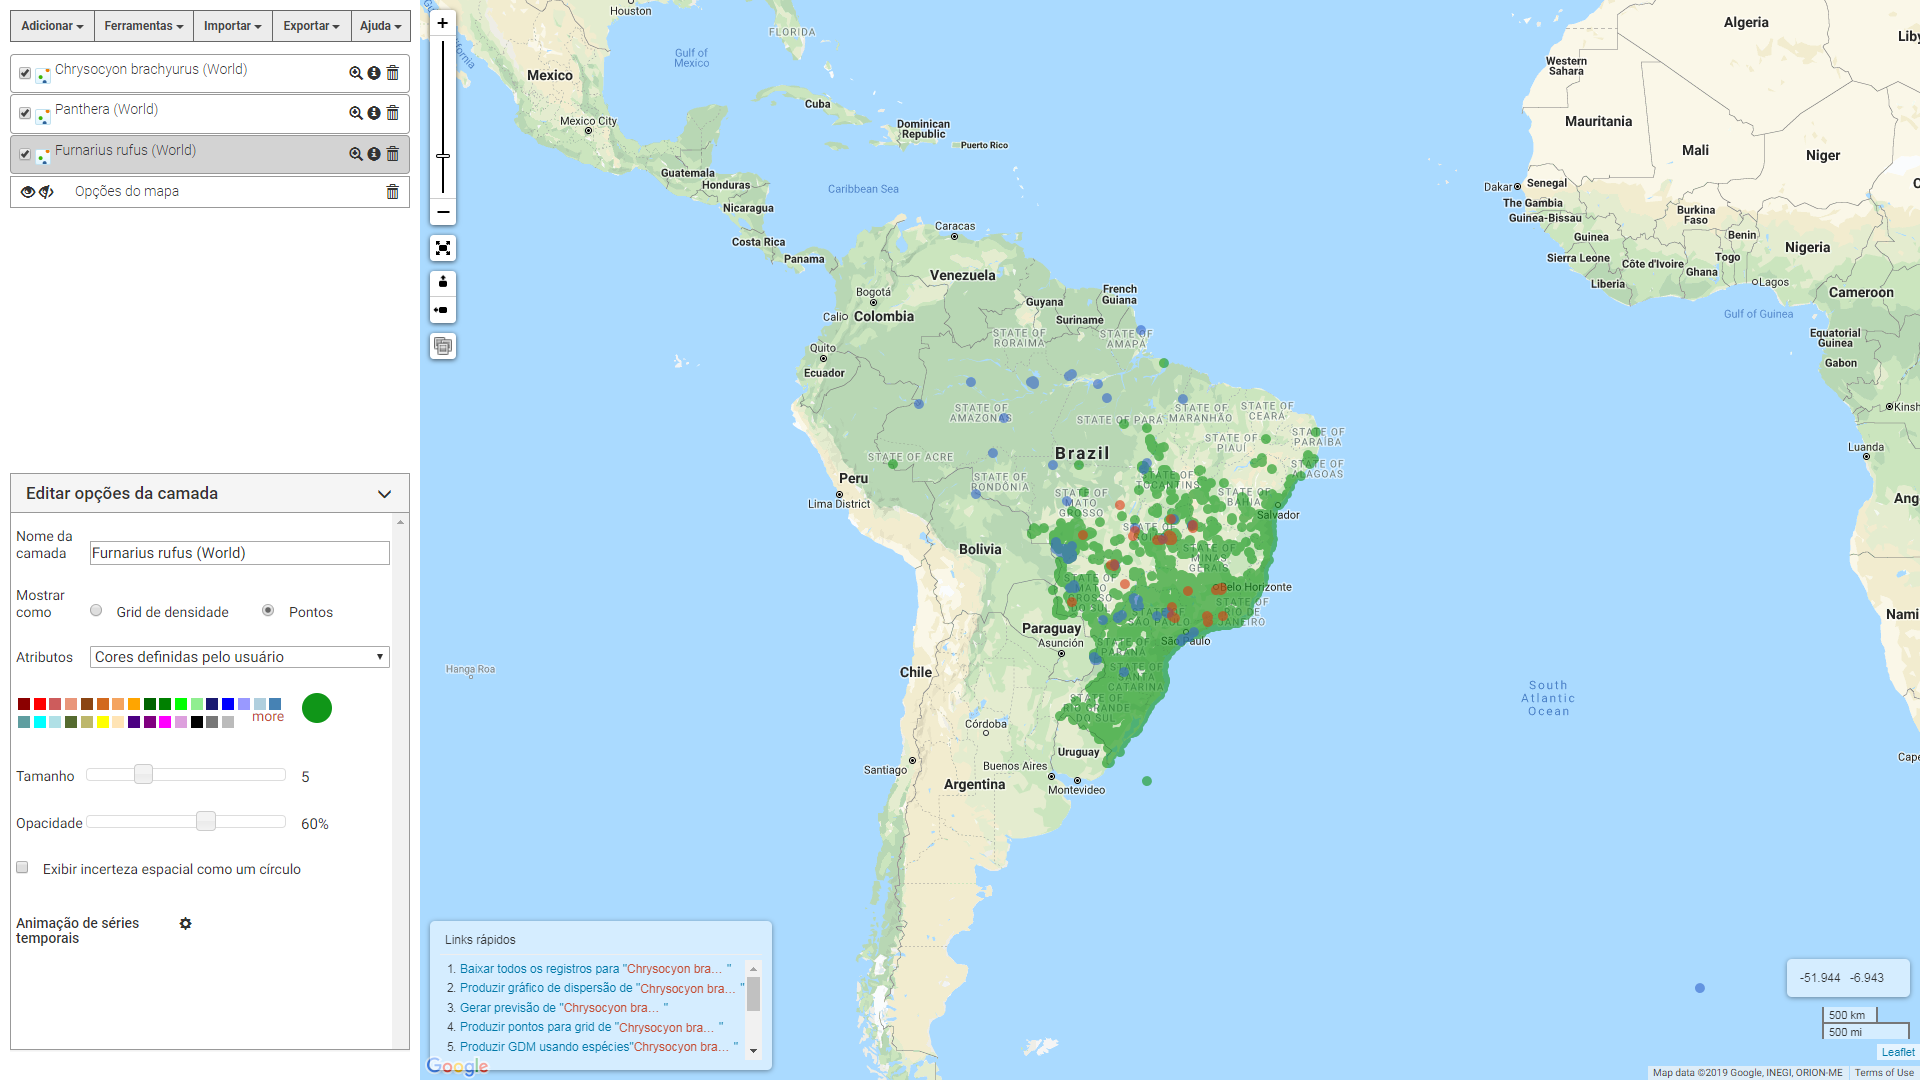 Adicionar
Ferramentas
Importar
Exportar
Ajuda
Chrysocyon brachyurus (World)
Panthera (World)
Furnarius rufus (World)
Opções do mapa
Editar opções da camada
Nome da
camada
Furnarius rufus (World)
Mostrar
como
Grid de densidade
Pontos
Atributos
Cores definidas pelo usuário
more
Tamanho
5
Opacidade
60%
Exibir incerteza espacial como um círculo
Animação de séries
temporais
+
−
Houston
FLORIDA
Gulf of
Mexico
Mexico
Mexico City
Cuba
Dominican
Republic
Puerto Rico
Guatemala
Honduras
Caribbean Sea
Nicaragua
Costa Rica
Panama
Caracas
Venezuela
Bogotá
Cali
Colombia
Guyana
French
Guiana
Suriname
STATE OF
RORAIMA
STATE OF
AMAPÁ
Quito
Ecuador
STATE OF
AMAZONAS
STATE OF PARÁ
STATE OF
MARANHÃO
STATE OF
CEARÁ
STATE OF
PARAÍBA
STATE OF
PIAUÍ
Brazil
STATE OF ACRE
STATE OF
ALAGOAS
Peru
STATE OF
RONDÔNIA
STATE OF
TOCANTINS
STATE OF
MATO
GROSSO
STATE OF
BAHIA
Lima District
Salvador
STATE OF
Bolivia
STATE OF
MINAS
GERAIS
STATE OF
MATO
GROSSO
DO SUL
Belo Horizonte
STATE OF
RIO DE
JANEIRO
STATE OF
SÃO PAULO
Paraguay
Asunción
São Paulo
STATE OF
PARANÁ
Chile
STATE OF
SANTA
CATARINA
STATE OF
RIO GRANDE
DO SUL
Hanga Roa
Córdoba
Uruguay
Santiago
Buenos Aires
Argentina
Montevideo
South
Atlantic
Ocean
Algeria
Western
Sahara
Mauritania
Mali
Niger
Dakar
Senegal
The Gambia
Guinea-Bissau
Burkina
Faso
Guinea
Benin
Sierra Leone
Côte d'Ivoire
Togo
Nigeria
Ghana
Liberia
Lagos
Cameroon
Gulf of Guinea
Equatorial
Guinea
Gabon
Luanda
Links rápidos
1. Baixar todos os registros para "Chrysocyon bra... "
2. Produzir gráfico de dispersão de "Chrysocyon bra... "
3. Gerar previsão de "Chrysocyon bra... "
4. Produzir pontos para grid de "Chrysocyon bra... "
5. Produzir GDM usando espécies"Chrysocyon bra... "
Google
-51.944 -6.943
500 km
500 mi
Leaflet
Map data ©2019 Google, INEGI, ORION-ME
Terms of Use